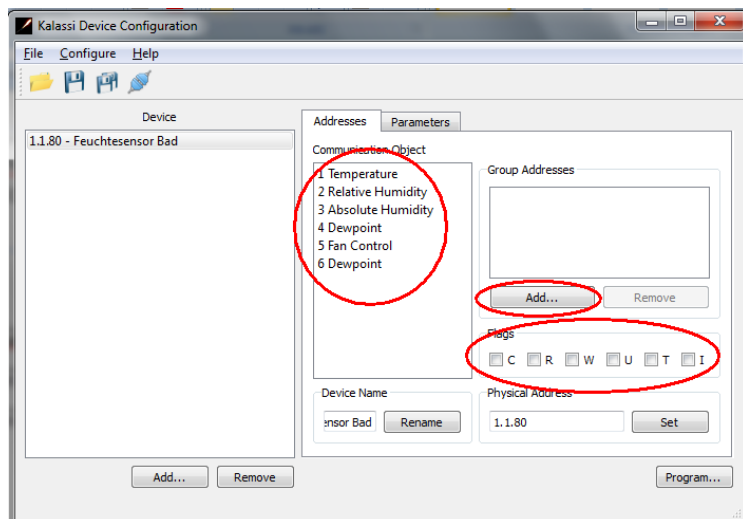 Kalassi Device Configuration
File Configure Help
Device
1.1.80 - Feuchtesensor Bad
Add... Remove
Addresses Parameters
Communication Object
1 Temperature
2 Relative Humidity
3 Absolute Humidity
4 Dewpoint
5 Fan Control
6 Dewpoint
Group Addresses
Add... Remove
Flags
C R W U T I
Device Name
ensor Bad Rename
Physical Address
1.1.80 Set
Program...